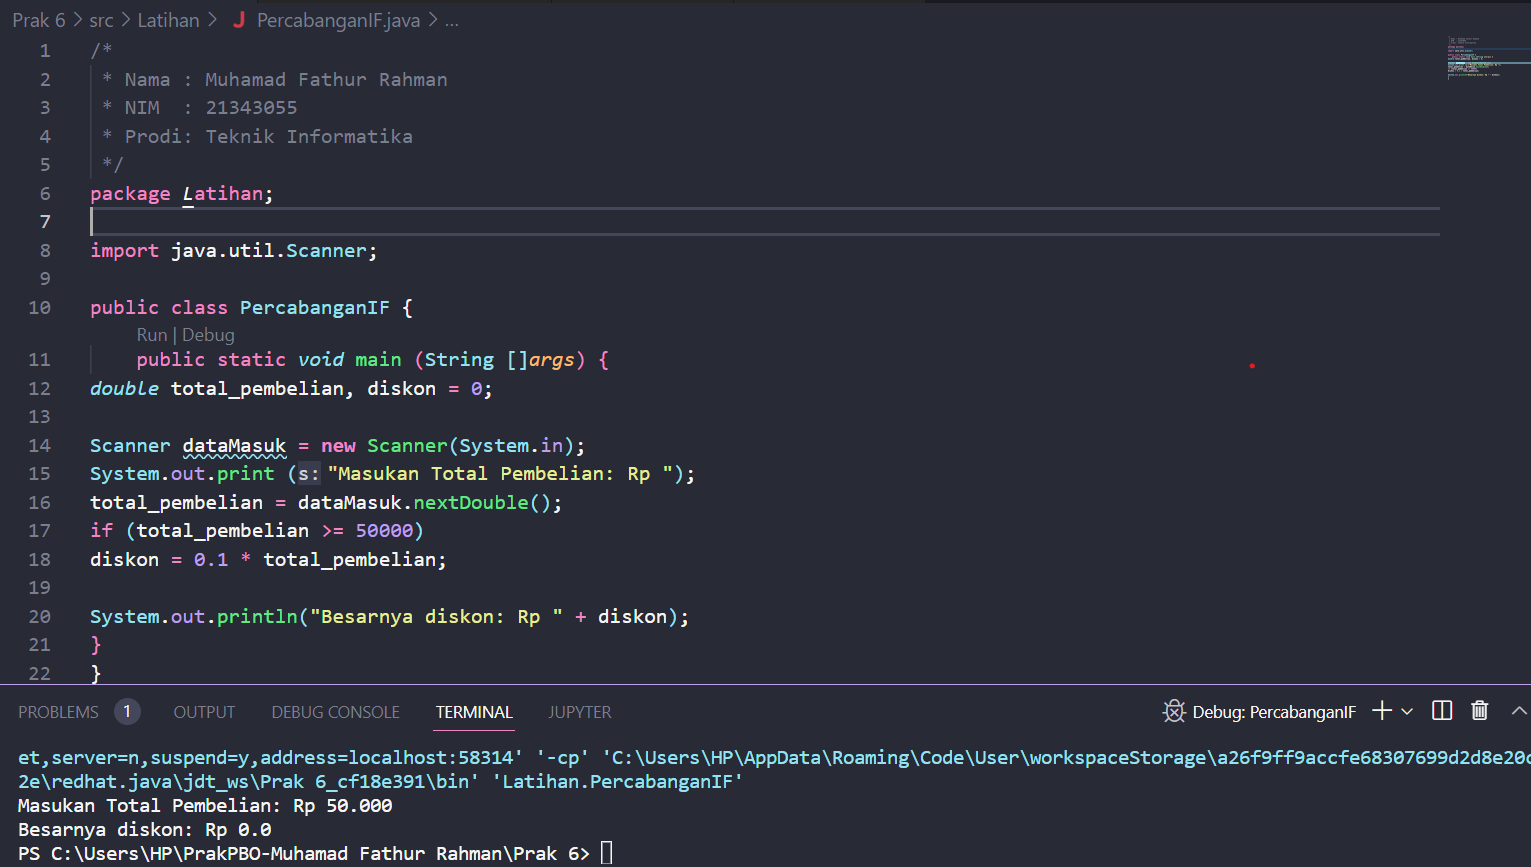 Prak 6 > src > Latihan > J PercabanganIF.java > ...
1 /*
2 * Nama : Muhamad Fathur Rahman
3 * NIM  : 21343055
4 * Prodi: Teknik Informatika
5 */
6 package Latihan;
7
8 import java.util.Scanner;
9
10 public class PercabanganIF {
Run | Debug
11 public static void main (String []args) {
12 double total_pembelian, diskon = 0;
13
14 Scanner dataMasuk = new Scanner(System.in);
15 System.out.print (s: "Masukan Total Pembelian: Rp ");
16 total_pembelian = dataMasuk.nextDouble();
17 if (total_pembelian >= 50000)
18 diskon = 0.1 * total_pembelian;
19
20 System.out.println("Besarnya diskon: Rp " + diskon);
21 }
22 }
PROBLEMS 1 OUTPUT DEBUG CONSOLE TERMINAL JUPYTER Debug: PercabanganIF
et,server=n,suspend=y,address=localhost:58314' '-cp' 'C:\Users\HP\AppData\Roaming\Code\User\workspaceStorage\a26f9ff9accfe68307699d2d8e20c
2e\redhat.java\jdt_ws\Prak 6_cf18e391\bin' 'Latihan.PercabanganIF'
Masukan Total Pembelian: Rp 50.000
Besarnya diskon: Rp 0.0
PS C:\Users\HP\PrakPBO-Muhamad Fathur Rahman\Prak 6>